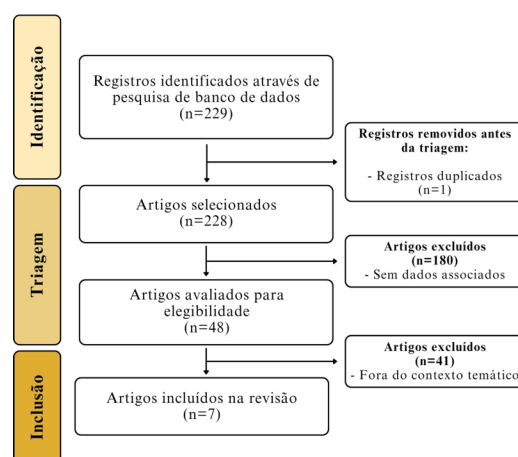 Identificação
Registros identificados através de
pesquisa de banco de dados
(n=229)
Registros removidos antes
da triagem:
- Registros duplicados
(n=1)
Triagem
Artigos selecionados
(n=228)
Artigos excluídos
(n=180)
- Sem dados associados
Artigos avaliados para
elegibilidade
(n=48)
Artigos excluídos
(n=41)
- Fora do contexto temático
Inclusão
Artigos incluídos na revisão
(n=7)